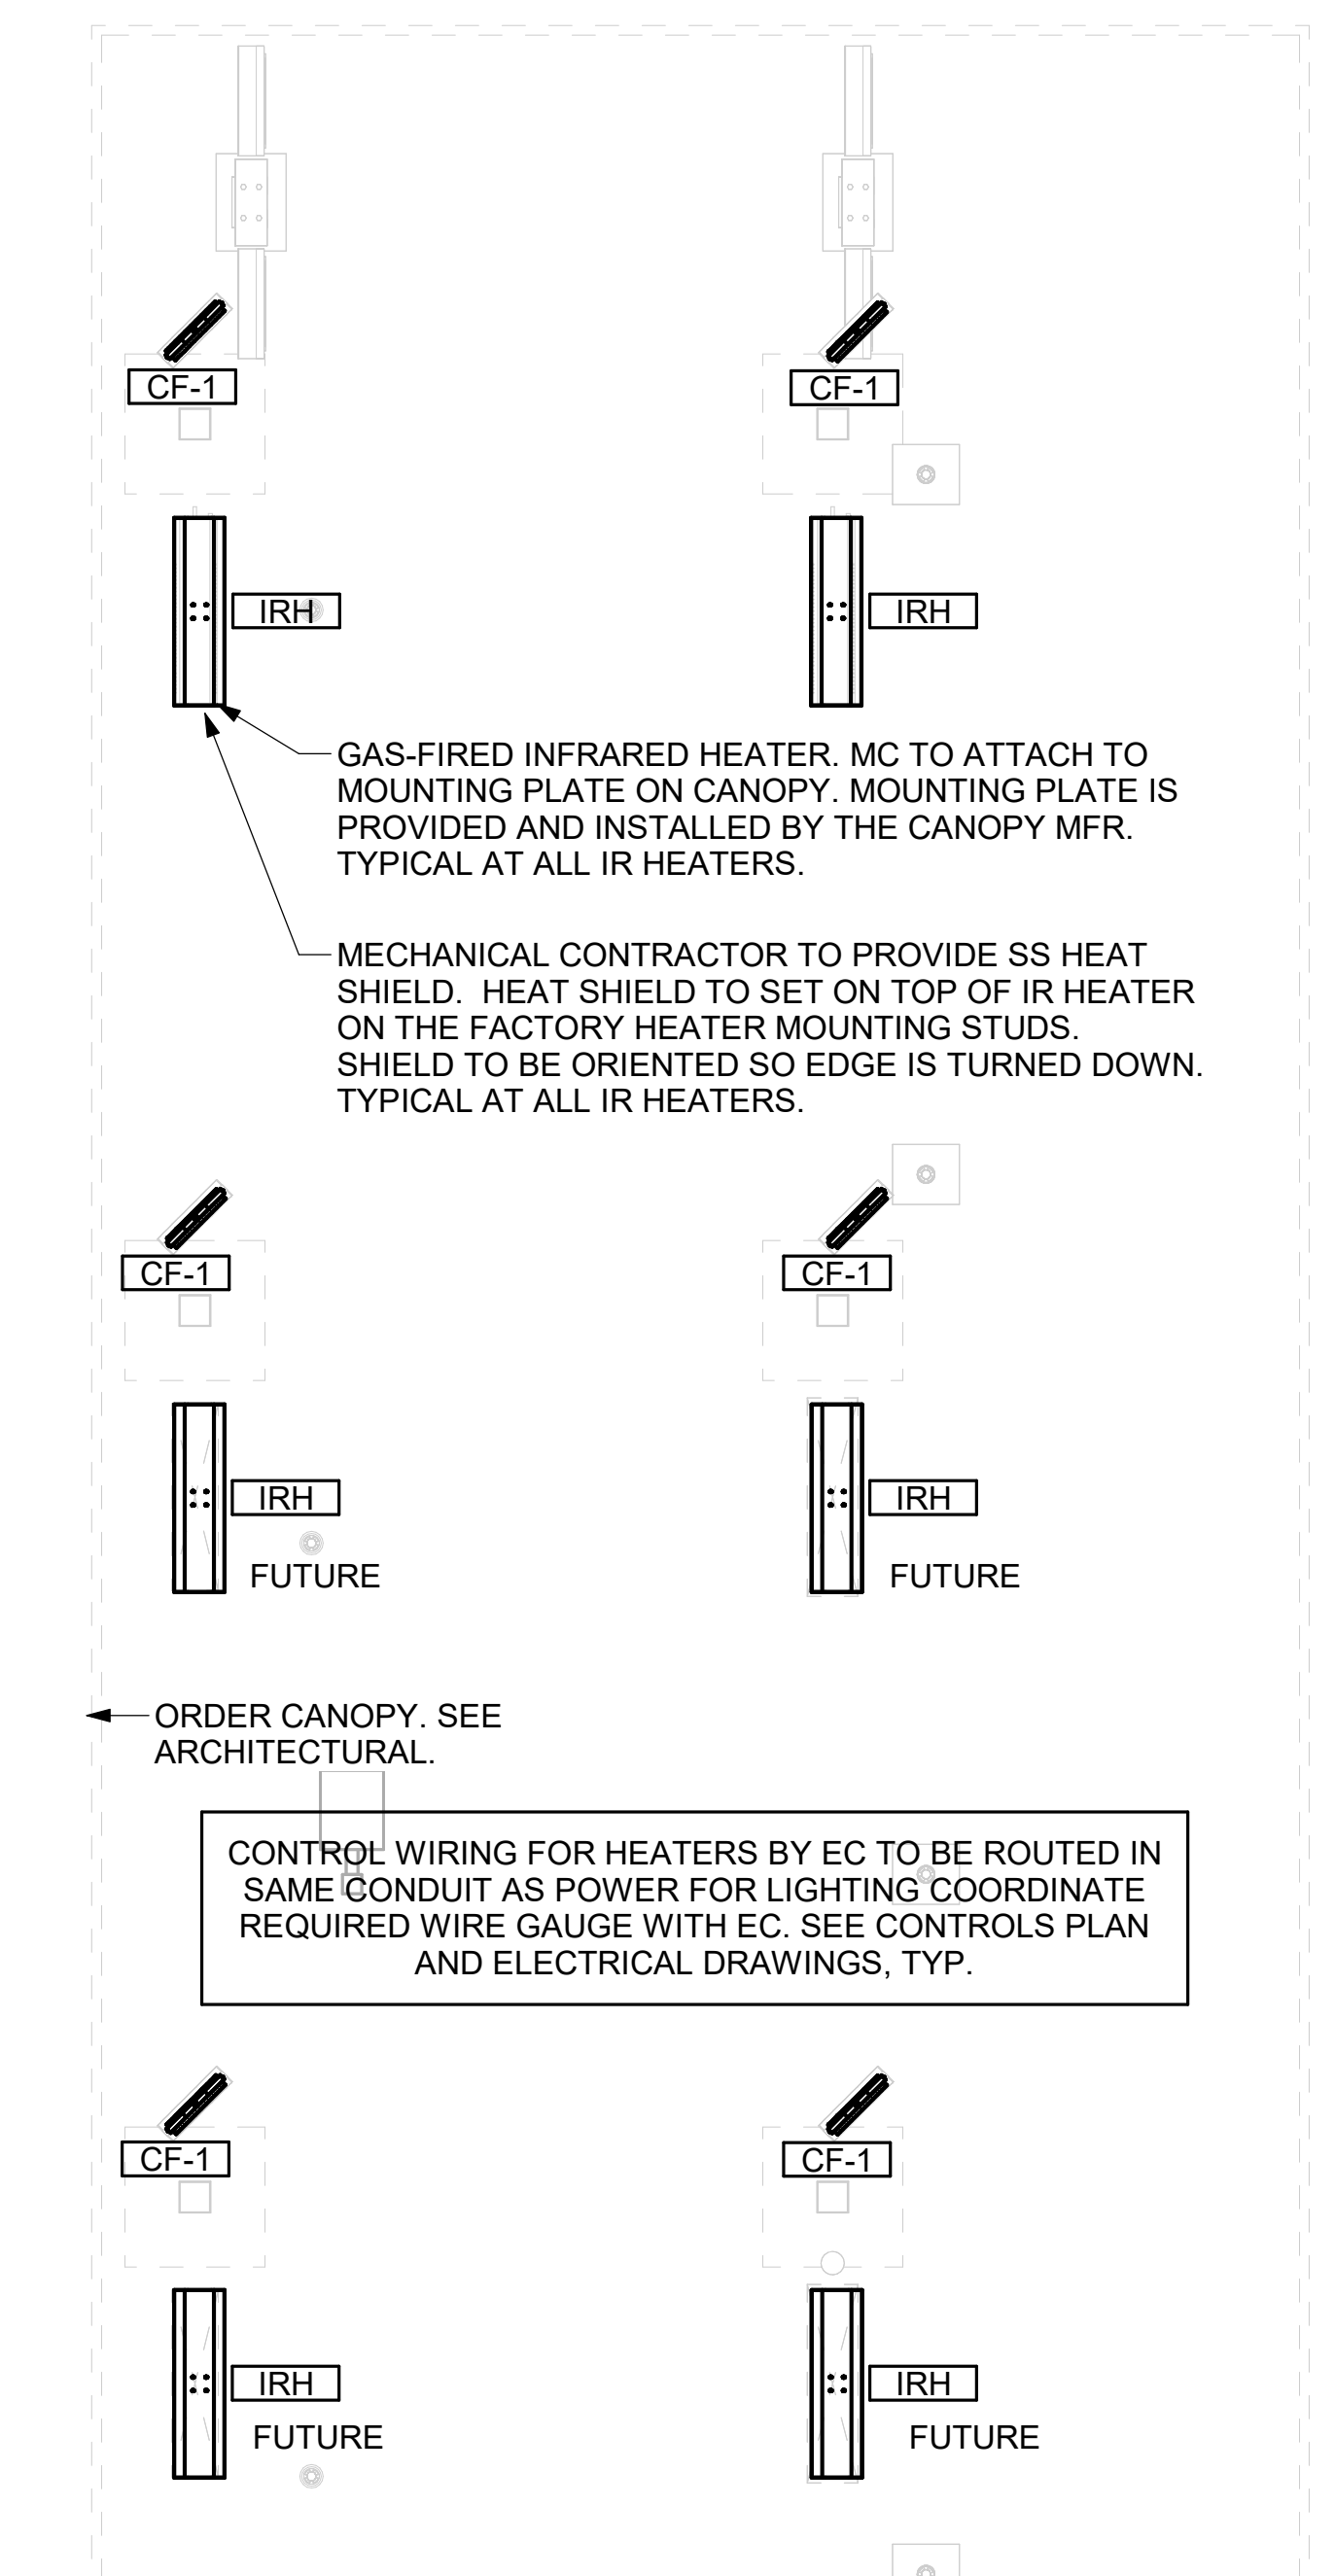 CF-1 CF-1
IRH IRH
GAS-FIRED INFRARED HEATER. MC TO ATTACH TO
MOUNTING PLATE ON CANOPY. MOUNTING PLATE IS
PROVIDED AND INSTALLED BY THE CANOPY MFR.
TYPICAL AT ALL IR HEATERS.
MECHANICAL CONTRACTOR TO PROVIDE SS HEAT
SHIELD. HEAT SHIELD TO SET ON TOP OF IR HEATER
ON THE FACTORY HEATER MOUNTING STUDS.
SHIELD TO BE ORIENTED SO EDGE IS TURNED DOWN.
TYPICAL AT ALL IR HEATERS.
CF-1 CF-1
IRH IRH
FUTURE FUTURE
ORDER CANOPY. SEE
ARCHITECTURAL.
CONTROL WIRING FOR HEATERS BY EC TO BE ROUTED IN
SAME CONDUIT AS POWER FOR LIGHTING COORDINATE
REQUIRED WIRE GAUGE WITH EC. SEE CONTROLS PLAN
AND ELECTRICAL DRAWINGS, TYP.
CF-1 CF-1
IRH IRH
FUTURE FUTURE